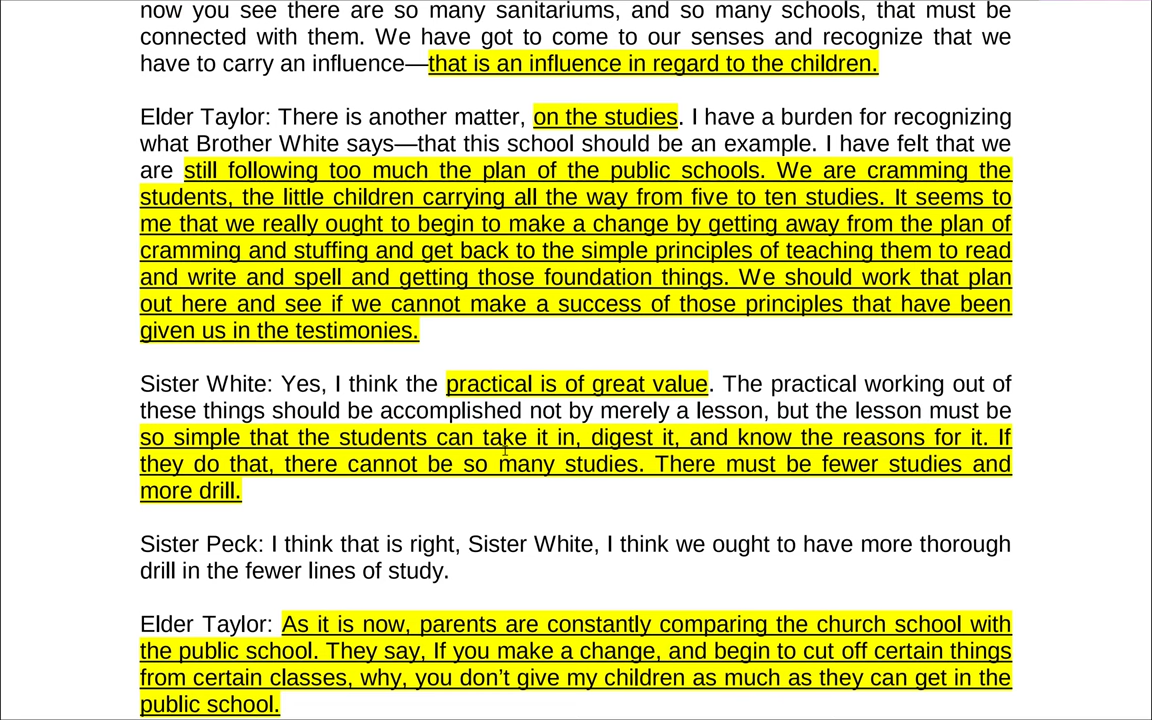 now you see there are so many sanitariums, and so many schools, that must be
connected with them. We have got to come to our senses and recognize that we
have to carry an influence—that is an influence in regard to the children.
Elder Taylor: There is another matter, on the studies. I have a burden for recognizing
what Brother White says—that this school should be an example. I have felt that we
are still following too much the plan of the public schools. We are cramming the
students, the little children carrying all the way from five to ten studies. It seems to
me that we really ought to begin to make a change by getting away from the plan of
cramming and stuffing and get back to the simple principles of teaching them to read
and write and spell and getting those foundation things. We should work that plan
out here and see if we cannot make a success of those principles that have been
given us in the testimonies.
Sister White: Yes, I think the practical is of great value. The practical working out of
these things should be accomplished not by merely a lesson, but the lesson must be
so simple that the students can take it in, digest it, and know the reasons for it. If
they do that, there cannot be so many studies. There must be fewer studies and
more drill.
Sister Peck: I think that is right, Sister White, I think we ought to have more thorough
drill in the fewer lines of study.
Elder Taylor: As it is now, parents are constantly comparing the church school with
the public school. They say, If you make a change, and begin to cut off certain things
from certain classes, why, you don’t give my children as much as they can get in the
public school.